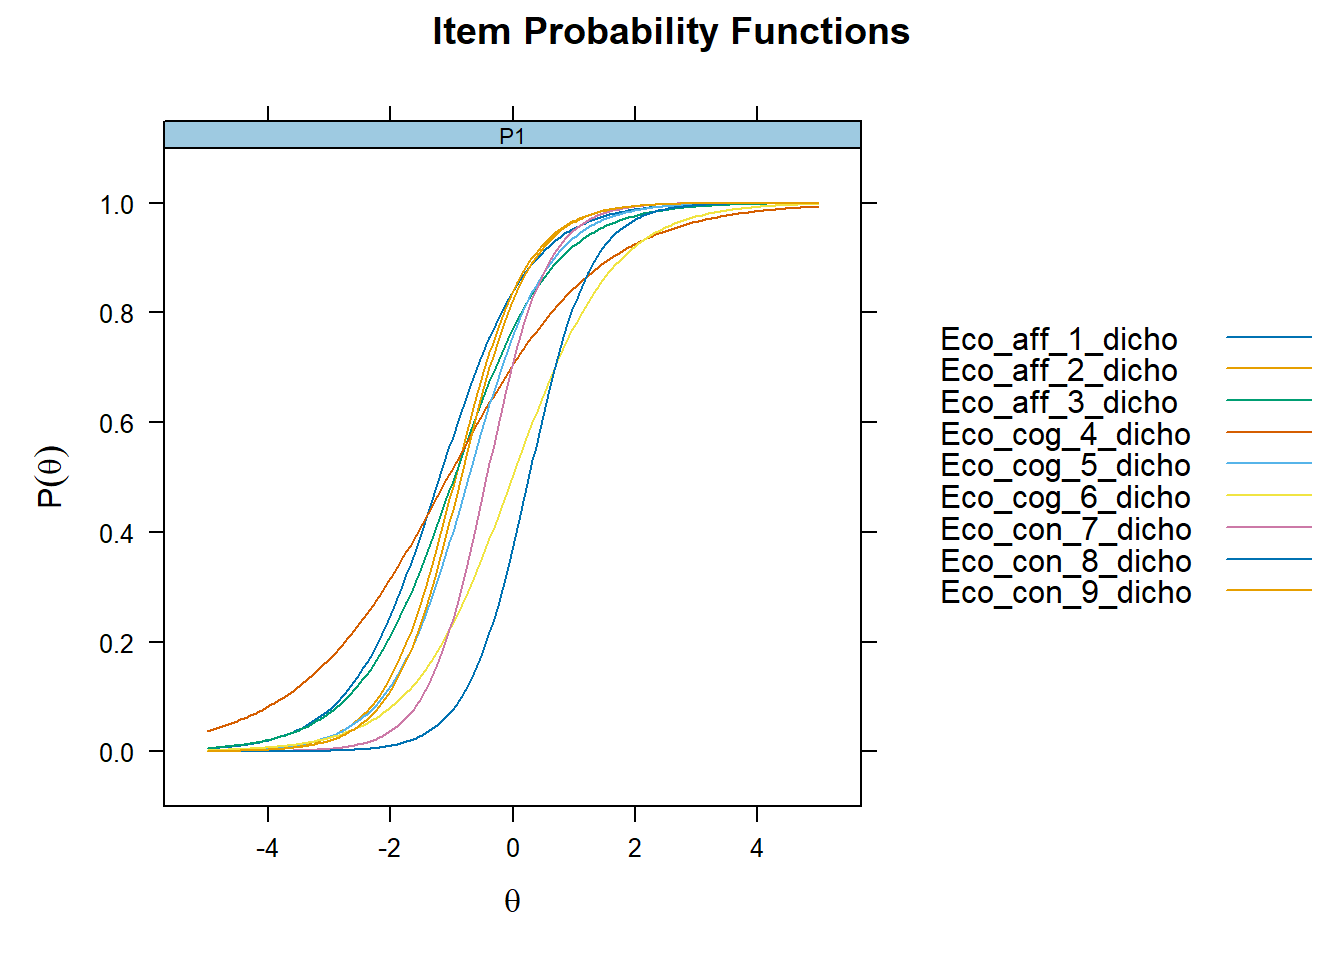 Item Probability Functions
P1
1.0
0.8
0.6
0.4
0.2
0.0
P(θ)
-4 -2 0 2 4
θ
Eco_aff_1_dicho
Eco_aff_2_dicho
Eco_aff_3_dicho
Eco_cog_4_dicho
Eco_cog_5_dicho
Eco_cog_6_dicho
Eco_con_7_dicho
Eco_con_8_dicho
Eco_con_9_dicho